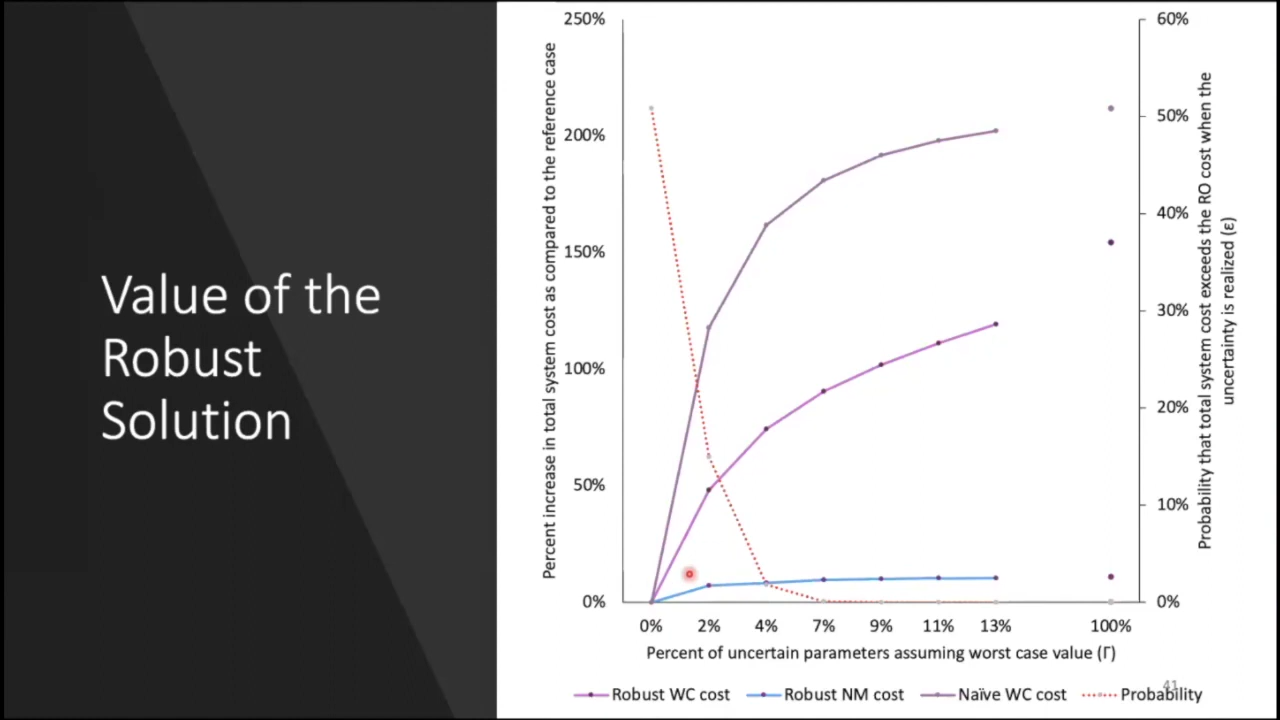 Value of the
Robust
Solution
Percent increase in total system cost as compared to the reference case
250%
200%
150%
100%
50%
0%
60%
50%
40%
30%
20%
10%
0%
Probability that total system cost exceeds the RO cost when the
uncertainty is realized (ε)
0% 2% 4% 7% 9% 11% 13% 100%
Percent of uncertain parameters assuming worst case value (Γ)
41
Robust WC cost Robust NM cost Naïve WC cost Probability